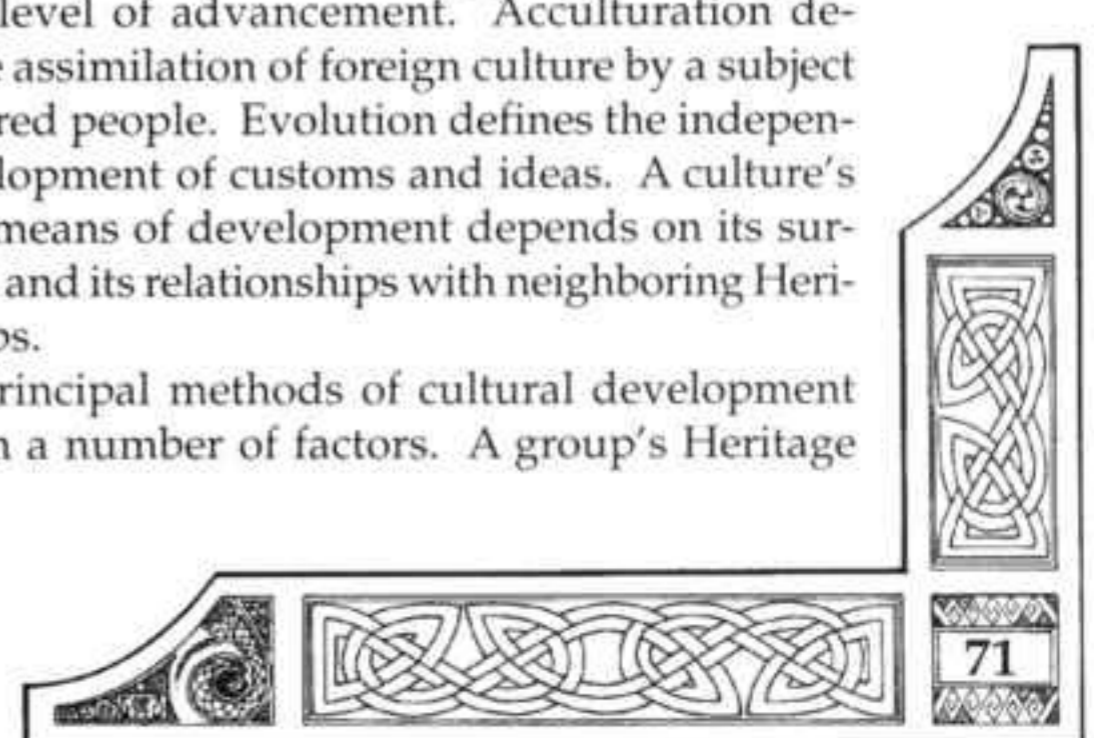 level of advancement. Acculturation de-
assimilation of foreign culture by a subject
red people. Evolution defines the indepen-
lopment of customs and ideas. A culture's
means of development depends on its sur-
and its relationships with neighboring Heri-
ps.
rincipal methods of cultural development
a number of factors. A group's Heritage
71